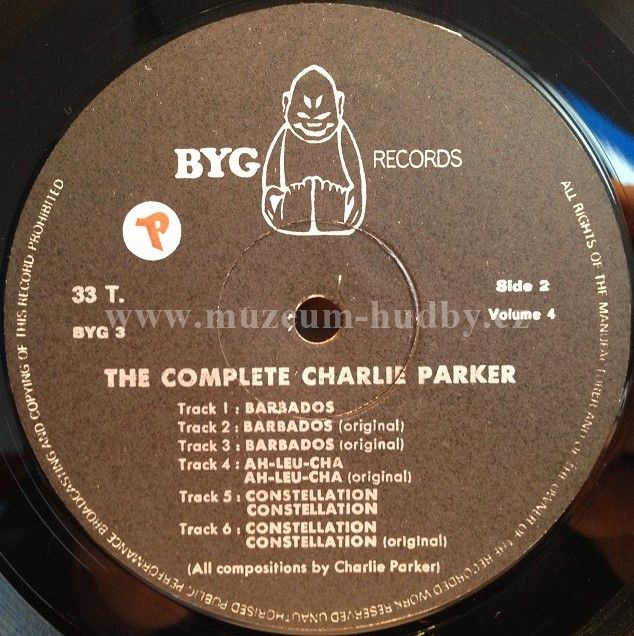 BYG RECORDS
P
33 T.
Side 2
BYG 3
Volume 4
www.muzeum-hudby.cz
THE COMPLETE CHARLIE PARKER
Track 1 : BARBADOS
Track 2 : BARBADOS (original)
Track 3 : BARBADOS (original)
Track 4 : AH-LEU-CHA
AH-LEU-CHA (original)
Track 5 : CONSTELLATION
CONSTELLATION
Track 6 : CONSTELLATION
CONSTELLATION (original)
(All compositions by Charlie Parker)
ALL RIGHTS OF THE MANUFACTURER AND OF THE OWNER OF THE RECORDED WORK RESERVED UNAUTHORISED PUBLIC PERFORMANCE BROADCASTING AND COPYING OF THIS RECORD PROHIBITED